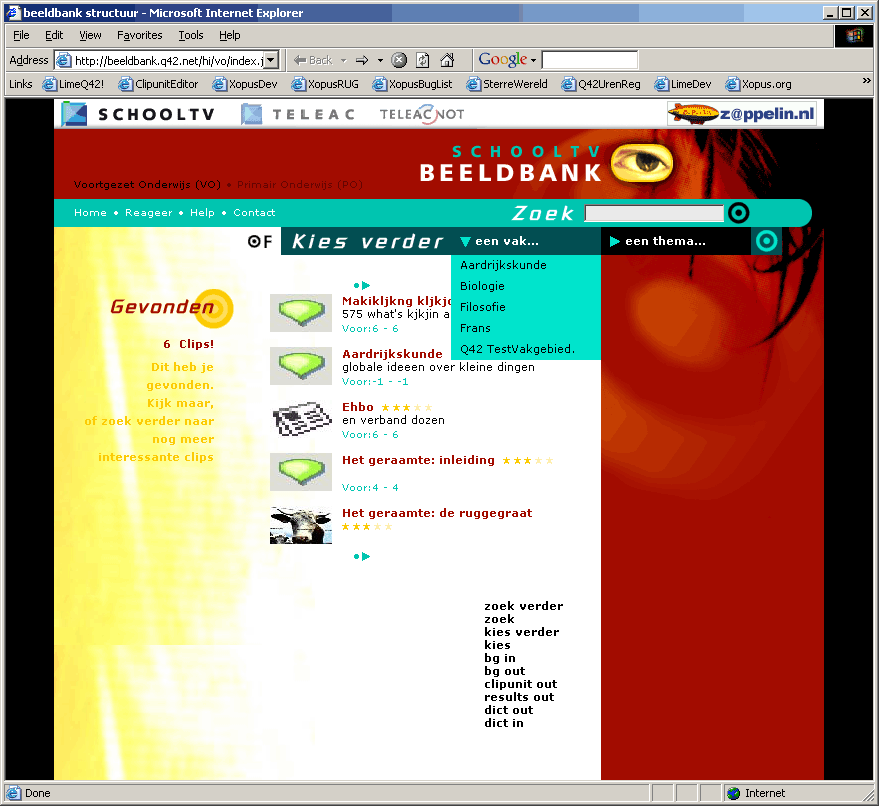 beeldbank structuur - Microsoft Internet Explorer
File Edit View Favorites Tools Help
Address http://beeldbank.q42.net/hi/vo/index.j Back Google
Links LimeQ42! ClipunitEditor XopusDev XopusRUG XopusBugList SterreWereld Q42UrenReg LimeDev Xopus.org »
SCHOOLTV TELEAC TELEAC NOT z@ppelin.nl
SCHOOLTV
BEELDBANK
Voortgezet Onderwijs (VO) • Primair Onderwijs (PO)
Home • Reageer • Help • Contact Zoek
OF Kies verder een vak... een thema...
Aardrijkskunde
Biologie
Filosofie
Frans
Q42 TestVakgebied.
Gevonden
6 Clips!
Dit heb je
gevonden.
Kijk maar,
of zoek verder naar
nog meer
interessante clips
Makikljkng kljkj
575 what's kjkjin a
Voor:6 - 6
Aardrijkskunde
globale ideeen over kleine dingen
Voor:-1 - -1
Ehbo
en verband dozen
Voor:6 - 6
Het geraamte: inleiding
Voor:4 - 4
Het geraamte: de ruggegraat
zoek verder
zoek
kies verder
kies
bg in
bg out
clipunit out
results out
dict out
dict in
Done Internet